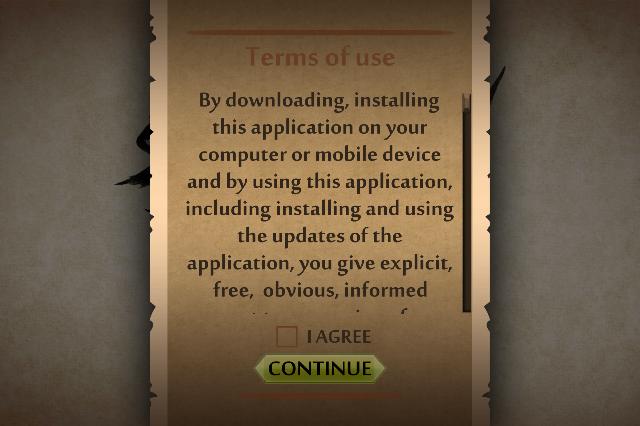 Terms of use
By downloading, installing
this application on your
computer or mobile device
and by using this application,
including installing and using
the updates of the
application, you give explicit,
free, obvious, informed
I AGREE
CONTINUE